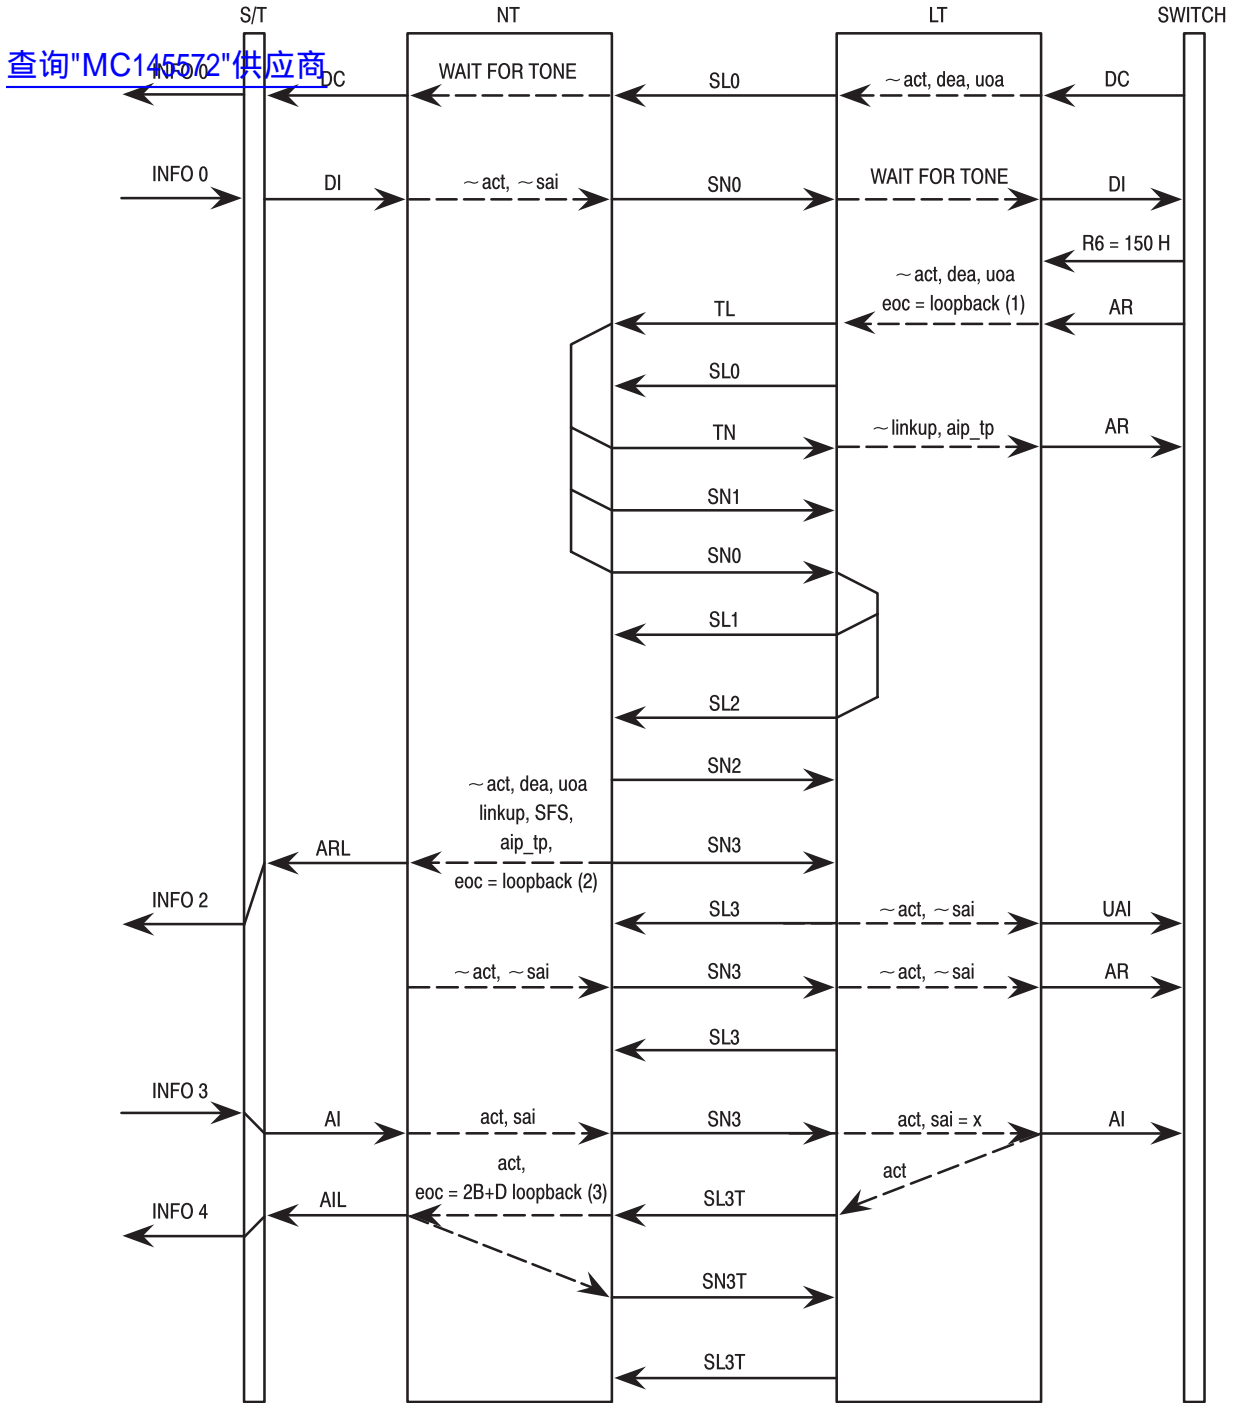 S/T NT LT SWITCH
查询"MC145572"供应商
INFO 0 DC WAIT FOR TONE SL0 ~act, dea, uoa DC
INFO 0 DI ~act, ~sai SN0 WAIT FOR TONE DI
R6 = 150 H
~act, dea, uoa
TL eoc = loopback (1) AR
SL0
TN ~linkup, aip_tp AR
SN1
SN0
SL1
SL2
SN2
~act, dea, uoa
linkup, SFS,
ARL aip_tp, SN3
eoc = loopback (2)
INFO 2 SL3 ~act, ~sai UAI
~act, ~sai SN3 ~act, ~sai AR
SL3
INFO 3 AI act, sai SN3 act, sai = x AI
act,
act
eoc = 2B+D loopback (3)
INFO 4 AIL SL3T
SN3T
SL3T